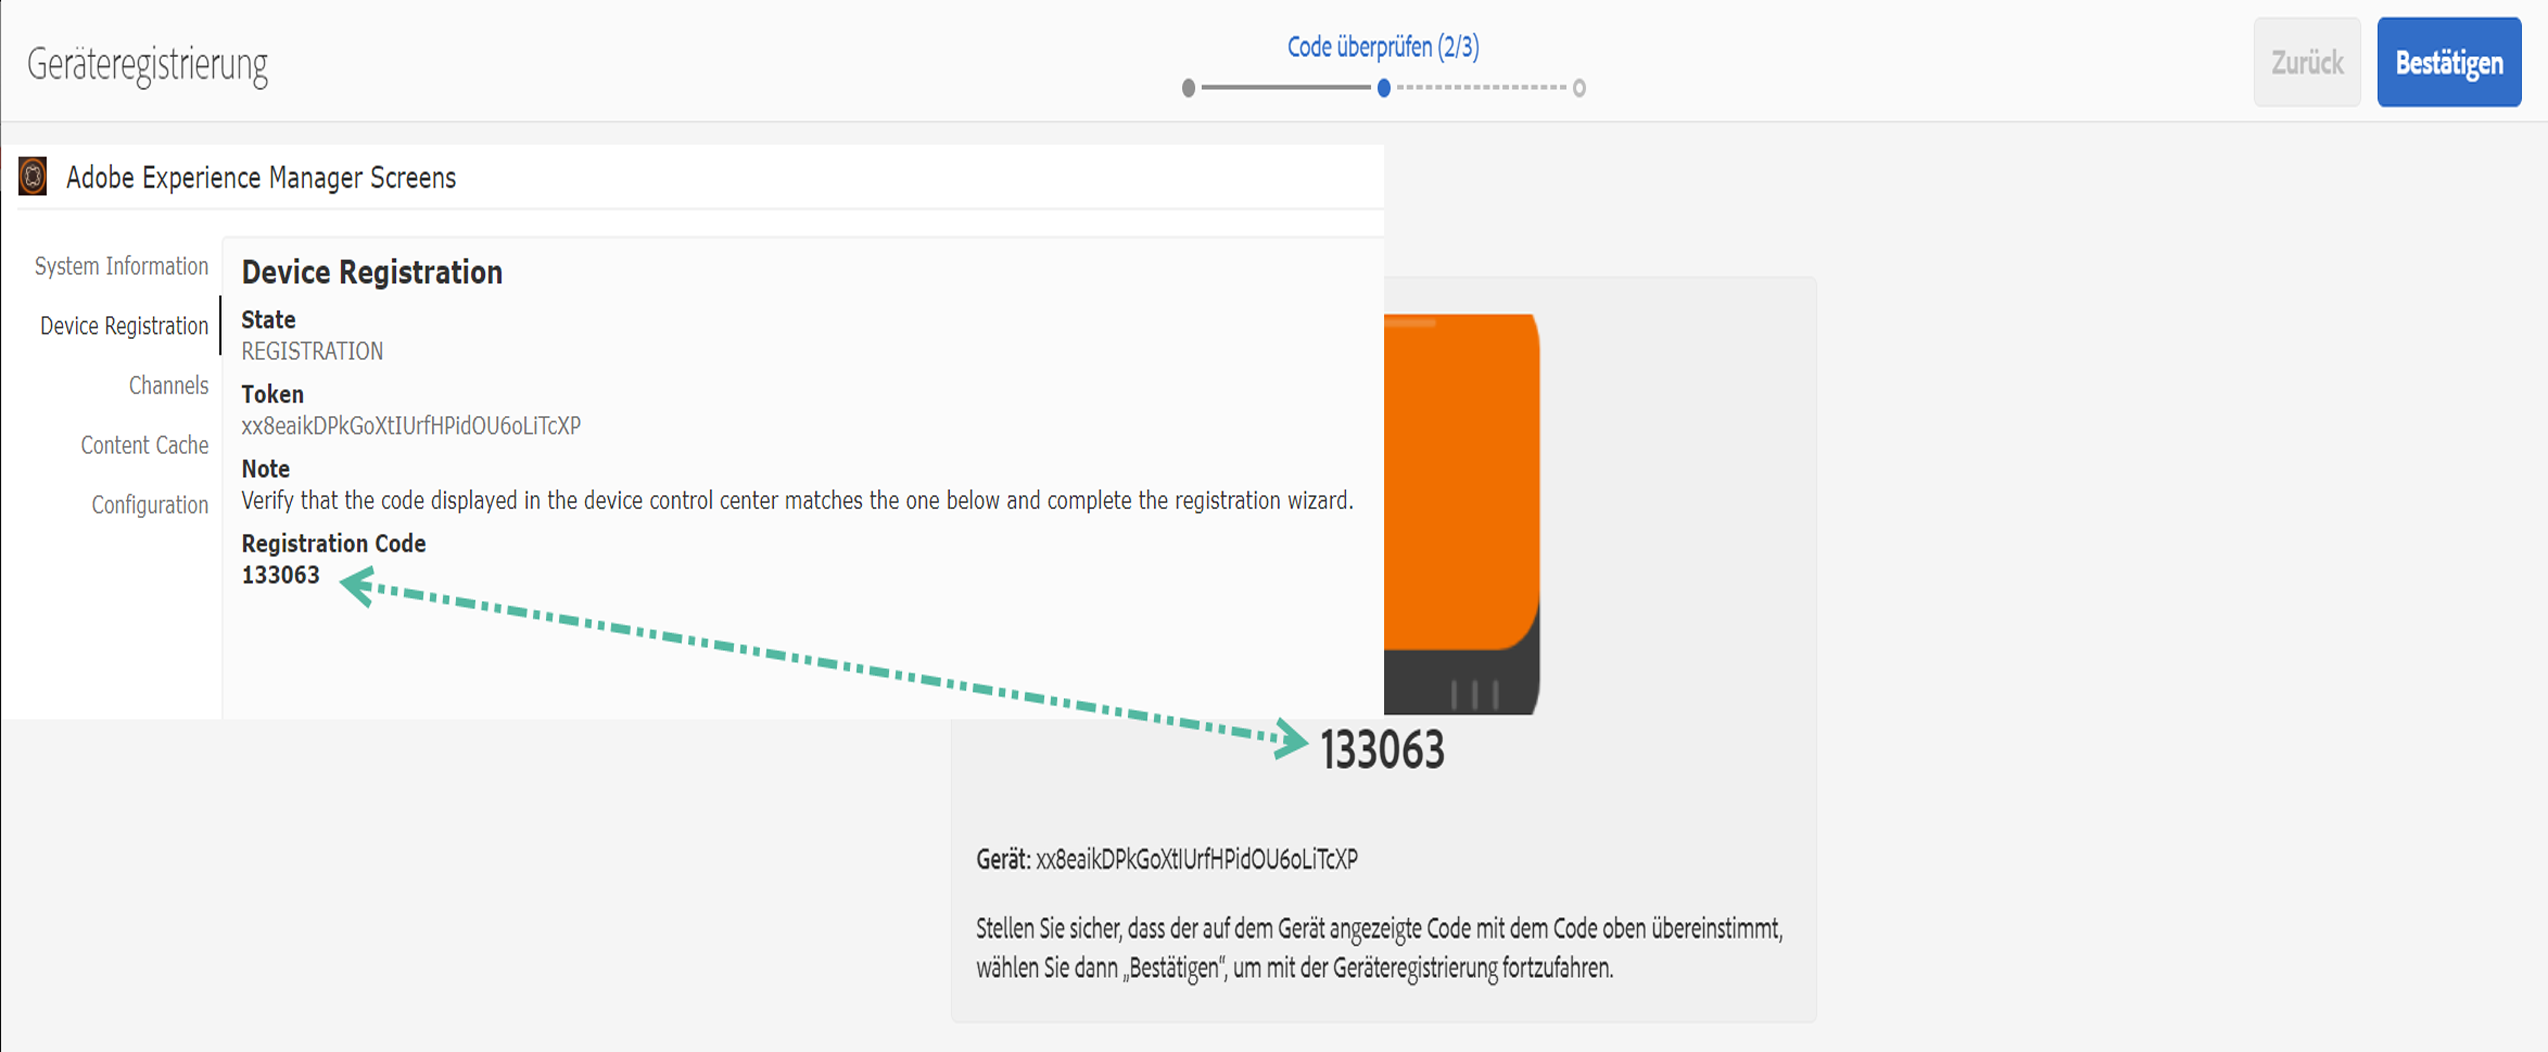 Geräteregistrierung
Code überprüfen (2/3)
Zurück
Bestätigen
Adobe Experience Manager Screens
System Information
Device Registration
Channels
Content Cache
Configuration
Device Registration
State
REGISTRATION
Token
xx8eaikDPkGoXtIUrfHPidOU6oLiTcXP
Note
Verify that the code displayed in the device control center matches the one below and complete the registration wizard.
Registration Code
133063
133063
Gerät: xx8eaikDPkGoXtIUrfHPidOU6oLiTcXP
Stellen Sie sicher, dass der auf dem Gerät angezeigte Code mit dem Code oben übereinstimmt,
wählen Sie dann „Bestätigen“, um mit der Geräteregistrierung fortzufahren.